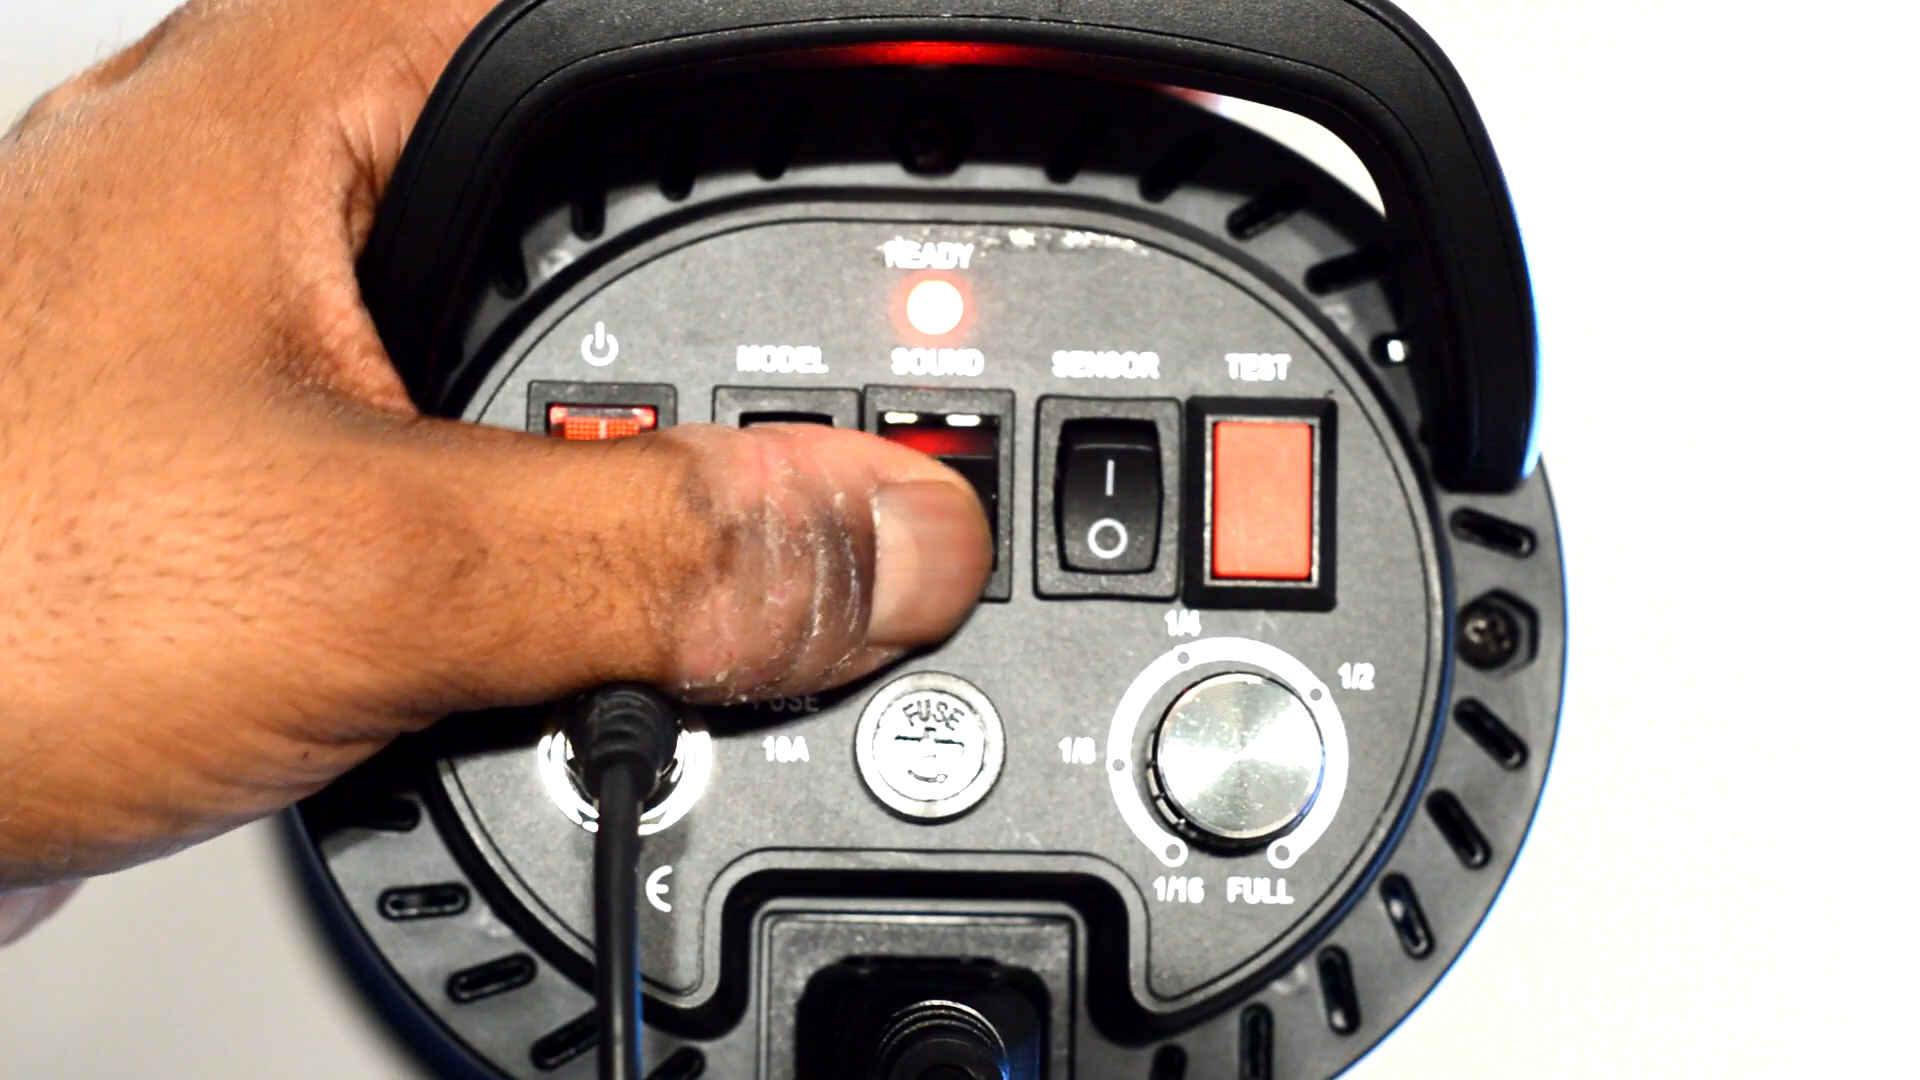 READY
MODEL SOUND SENSOR TEST
1/4
1/2
FUSE
10A
FUSE
1/8
1/16 FULL
CE